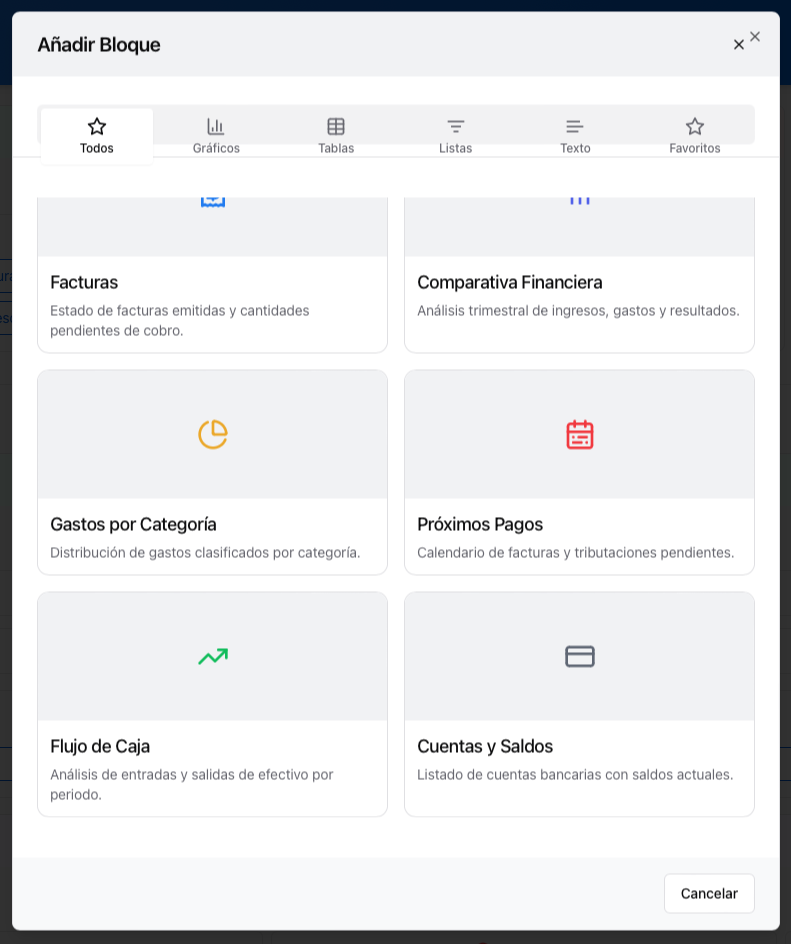 Añadir Bloque
Todos
Gráficos
Tablas
Listas
Texto
Favoritos
Facturas
Estado de facturas emitidas y cantidades
pendientes de cobro.
Comparativa Financiera
Análisis trimestral de ingresos, gastos y resultados.
Gastos por Categoría
Distribución de gastos clasificados por categoría.
Próximos Pagos
Calendario de facturas y tributaciones pendientes.
Flujo de Caja
Análisis de entradas y salidas de efectivo por
periodo.
Cuentas y Saldos
Listado de cuentas bancarias con saldos actuales.
Cancelar